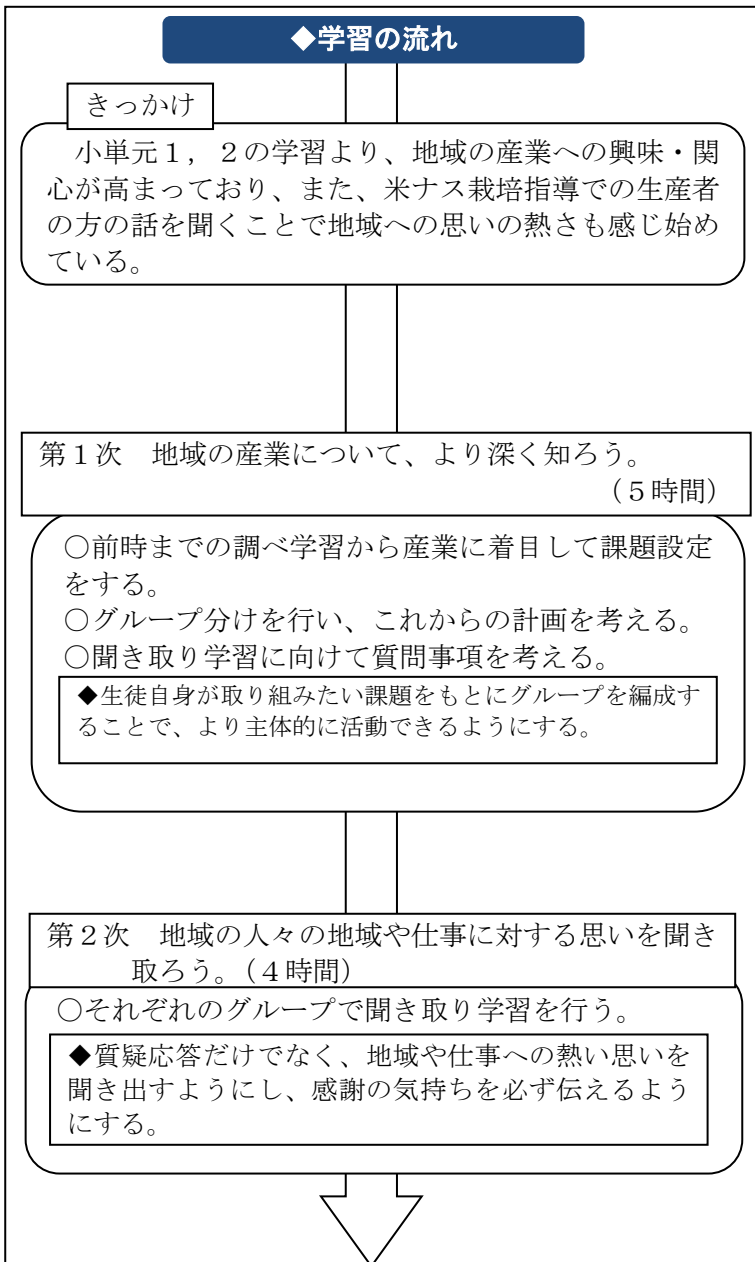 ◆学習の流れ
きっかけ
小単元1，2の学習より、地域の産業への興味・関
心が高まっており、また、米ナス栽培指導での生産者
の方の話を聞くことで地域への思いの熱さも感じ始め
ている。
第1次　地域の産業について、より深く知ろう。
（5時間）
○前時までの調べ学習から産業に着目して課題設定
をする。
○グループ分けを行い、これからの計画を考える。
○聞き取り学習に向けて質問事項を考える。
◆生徒自身が取り組みたい課題をもとにグループを編成す
ることで、より主体的に活動できるようにする。
第2次　地域の人々の地域や仕事に対する思いを聞き
取ろう。（4時間）
○それぞれのグループで聞き取り学習を行う。
◆質疑応答だけでなく、地域や仕事への熱い思いを
聞き出すようにし、感謝の気持ちを必ず伝えるよう
にする。